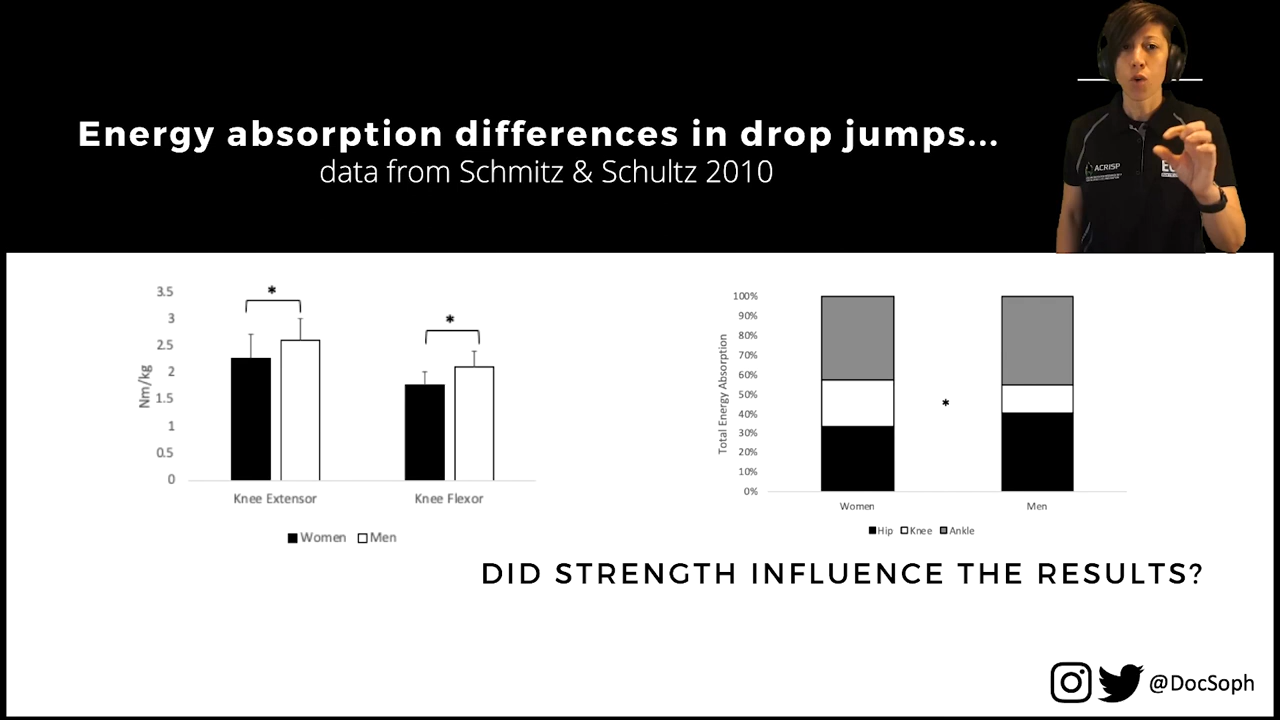 Energy absorption differences in drop jumps...
data from Schmitz & Schultz 2010
ACRISP
*
*
3.5
3
2.5
2
1.5
1
0.5
0
Nm/kg
Knee Extensor
Knee Flexor
Women
Men
100%
90%
80%
70%
60%
50%
40%
30%
20%
10%
0%
Total Energy Absorption
*
Women
Men
Hip
Knee
Ankle
DID STRENGTH INFLUENCE THE RESULTS?
@DocSoph